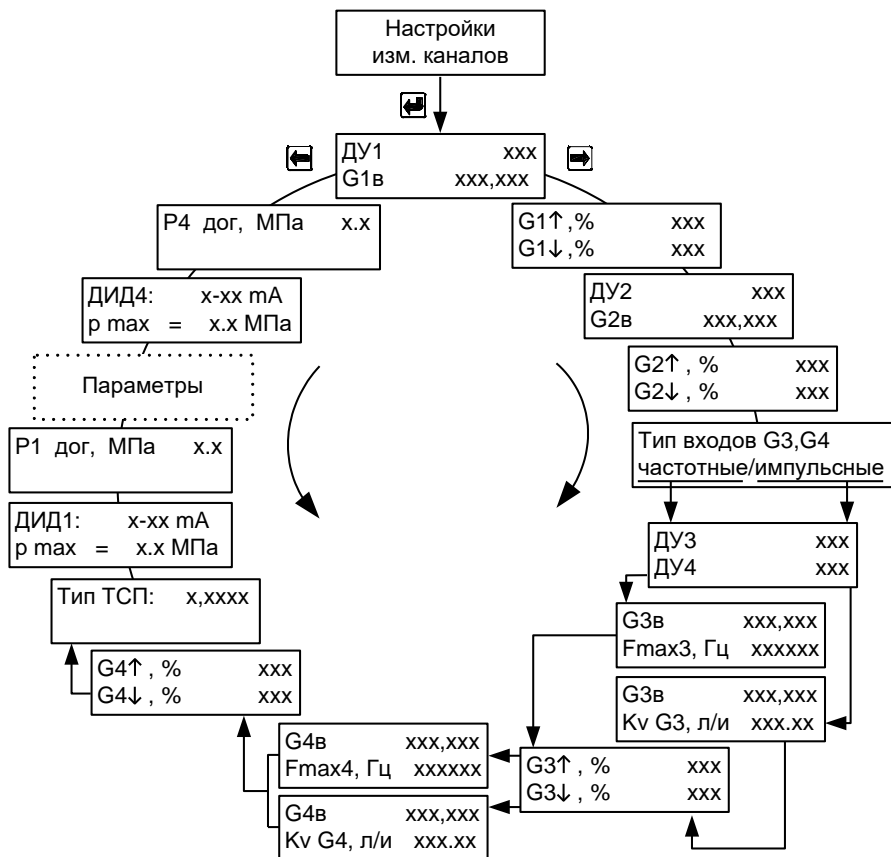 Настройки
изм. каналов
ДУ1 xxx
G1в xxx,xxx
P4 дог, МПа x.x
G1↑,% xxx
G1↓,% xxx
ДИД4: x-xx mA
p max = x.x МПа
ДУ2 xxx
G2в xxx,xxx
Параметры
G2↑, % xxx
G2↓, % xxx
P1 дог, МПа x.x
Тип входов G3,G4
частотные/импульсные
ДИД1: x-xx mA
p max = x.x МПа
ДУ3 xxx
ДУ4 xxx
Тип ТСП: x,xxxx
G3в xxx,xxx
Fmax3, Гц xxxxxx
G4↑, % xxx
G4↓, % xxx
G3в xxx,xxx
Kv G3, л/и xxx.xx
G4в xxx,xxx
Fmax4, Гц xxxxxx
G3↑, % xxx
G3↓, % xxx
G4в xxx,xxx
Kv G4, л/и xxx.xx